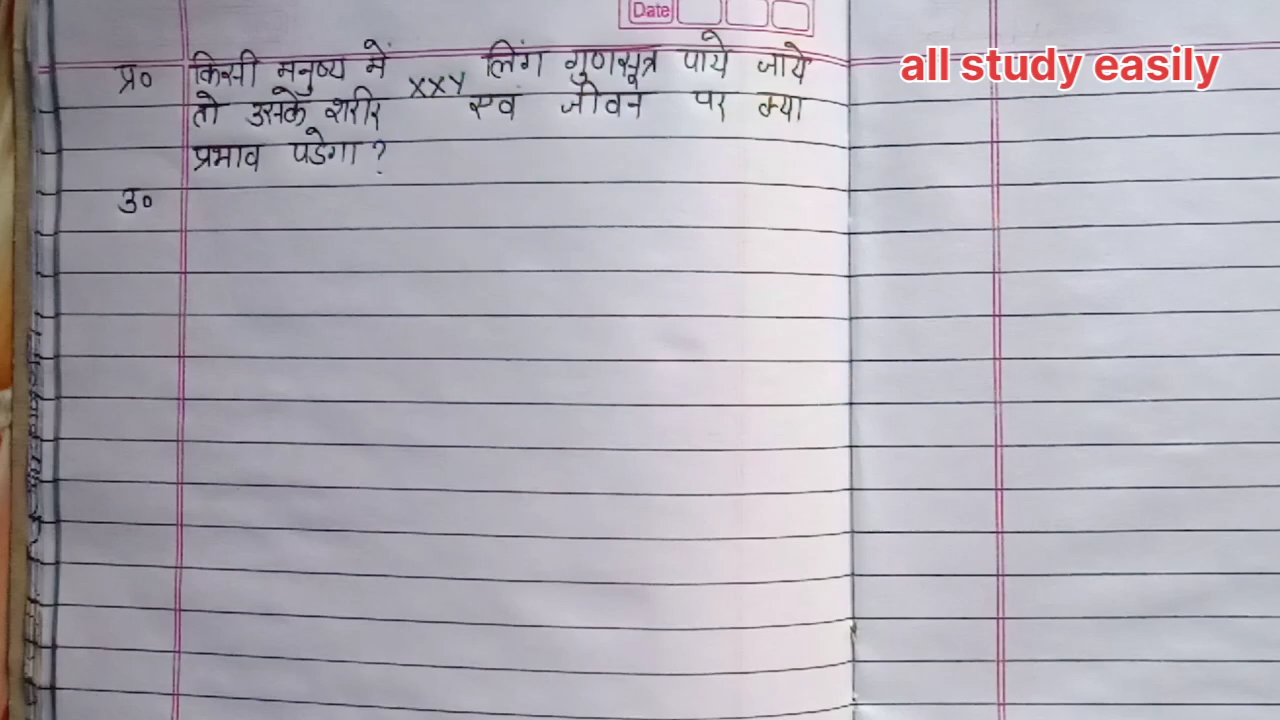 Date
all study easily
प्र० किसी मनुष्य में XXY लिंग गुणसूत्र पाये जाये
तो उसके शरीर एवं जीवन पर क्या
प्रभाव पडेगा ?
उ०